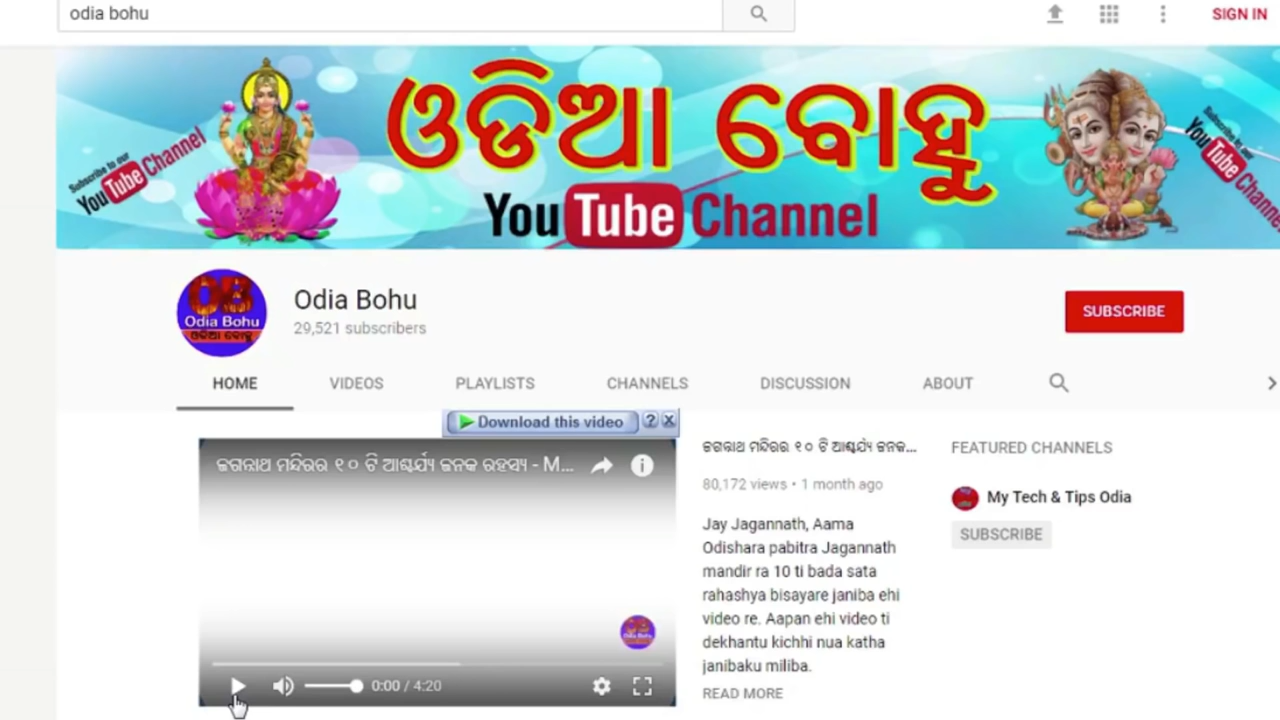 odia bohu
SIGN IN
ଓଡିଆ ବୋହୁ
Subscribe to our
YouTube Channel
YouTube Channel
Subscribe to our
YouTube Channel
OB
Odia Bohu
ଓଡିଆ ବୋହୁ
Odia Bohu
29,521 subscribers
SUBSCRIBE
HOME
VIDEOS
PLAYLISTS
CHANNELS
DISCUSSION
ABOUT
Download this video
?
X
ଜଗନ୍ନାଥ ମନ୍ଦିରର ୧୦ ଟି ଆଶ୍ଚର୍ଯ୍ୟ ଜନକ ରହସ୍ୟ - M...
0:00 / 4:20
ଜଗନ୍ନାଥ ମନ୍ଦିରର ୧୦ ଟି ଆଶ୍ଚର୍ଯ୍ୟ ଜନକ...
80,172 views • 1 month ago
Jay Jagannath, Aama
Odishara pabitra Jagannath
mandir ra 10 ti bada sata
rahashya bisayare janiba ehi
video re. Aapan ehi video ti
dekhantu kichhi nua katha
janibaku miliba.
READ MORE
FEATURED CHANNELS
My Tech & Tips Odia
SUBSCRIBE